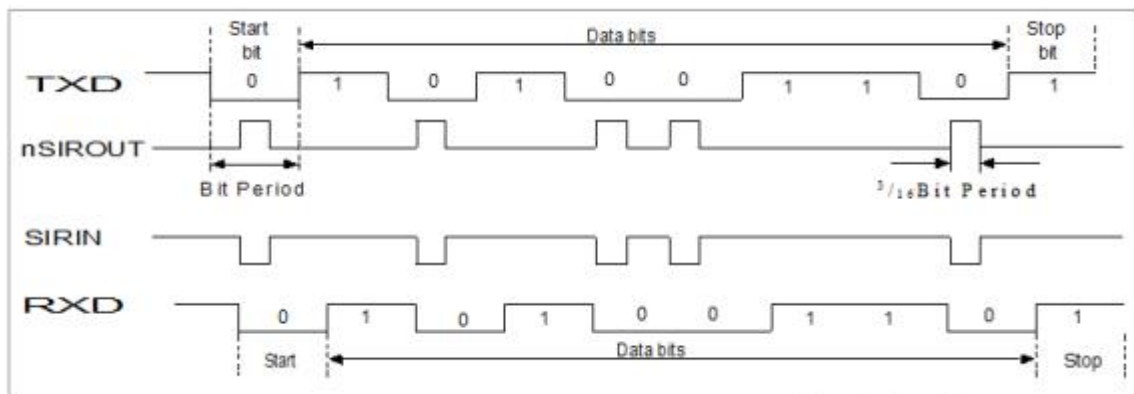 Start bit
Data bits
Stop bit
TXD
0 1 0 1 0 0 1 1 0 1
nSIROUT
Bit Period
3/16Bit Period
SIRIN
RXD
0 1 0 1 0 0 1 1 0 1
Start
Data bits
Stop